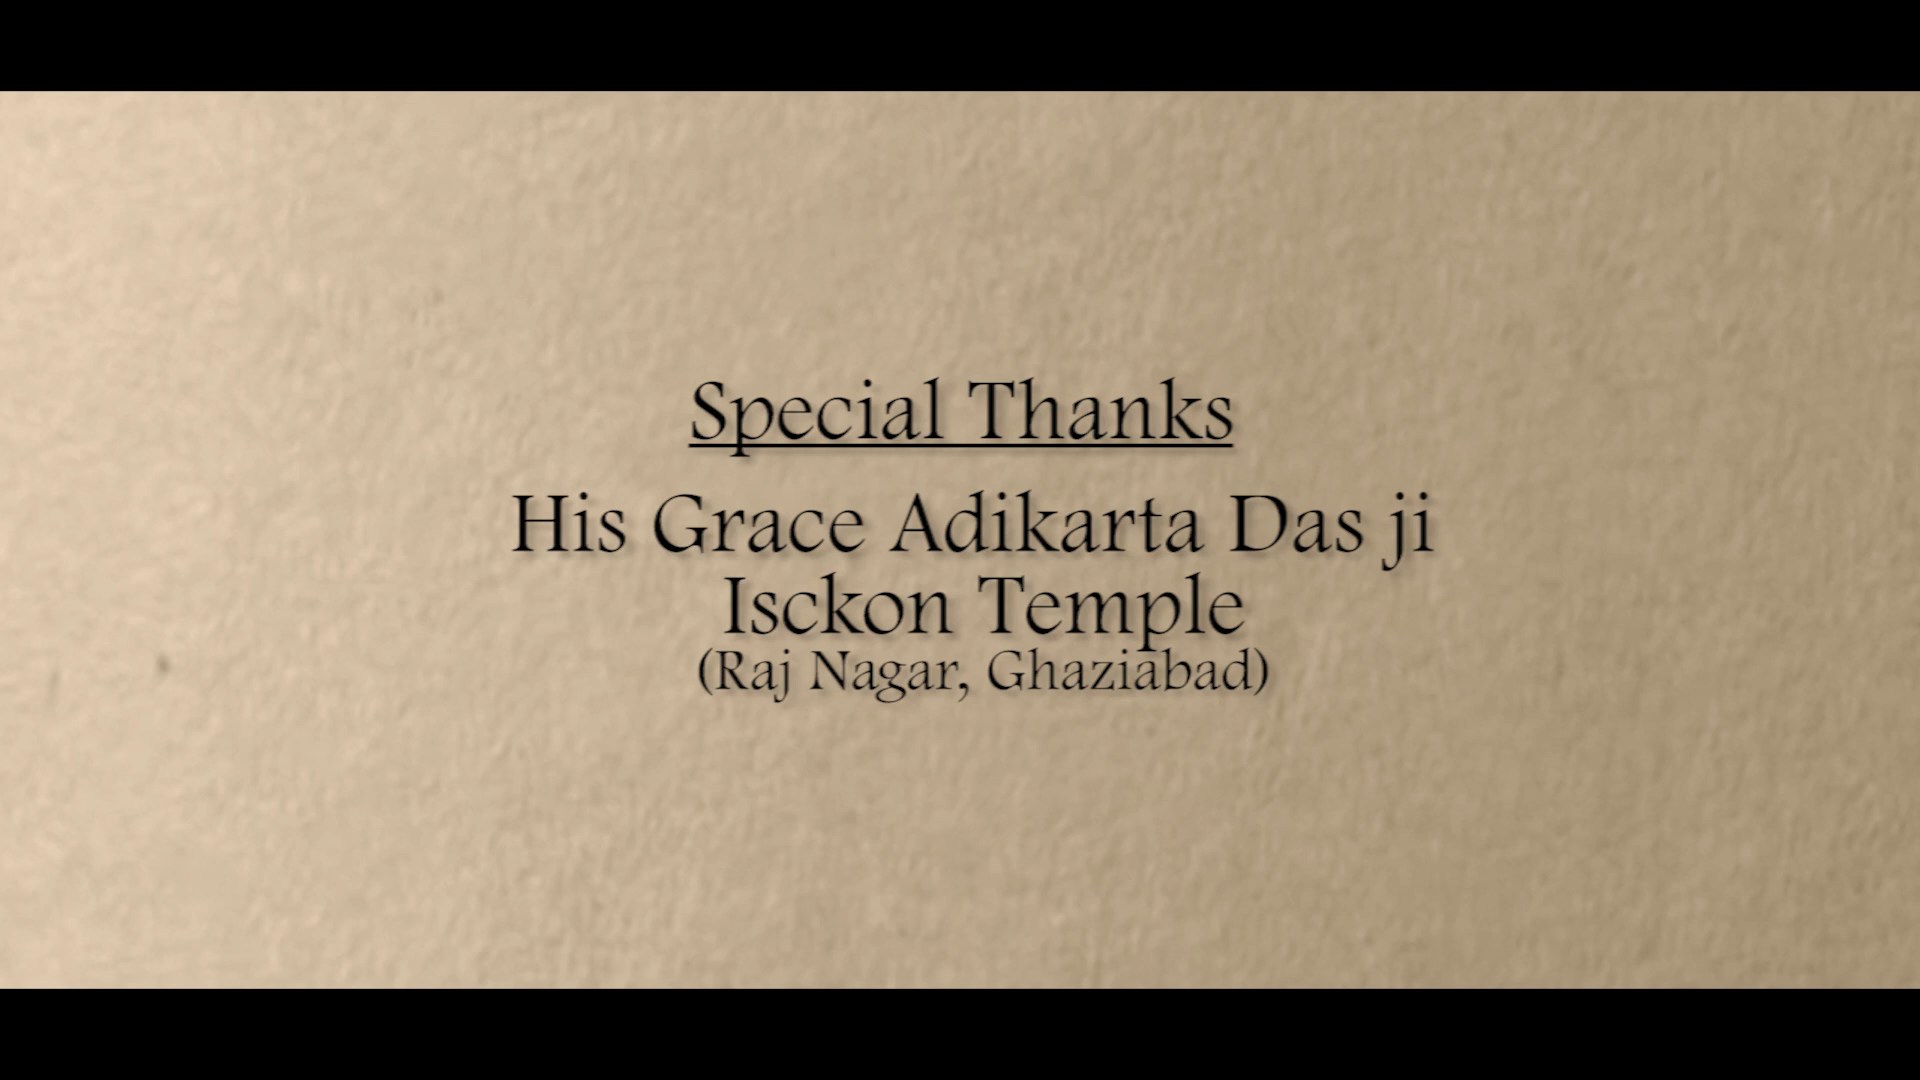 Special Thanks
His Grace Adikarta Das ji
Isckon Temple
(Raj Nagar, Ghaziabad)